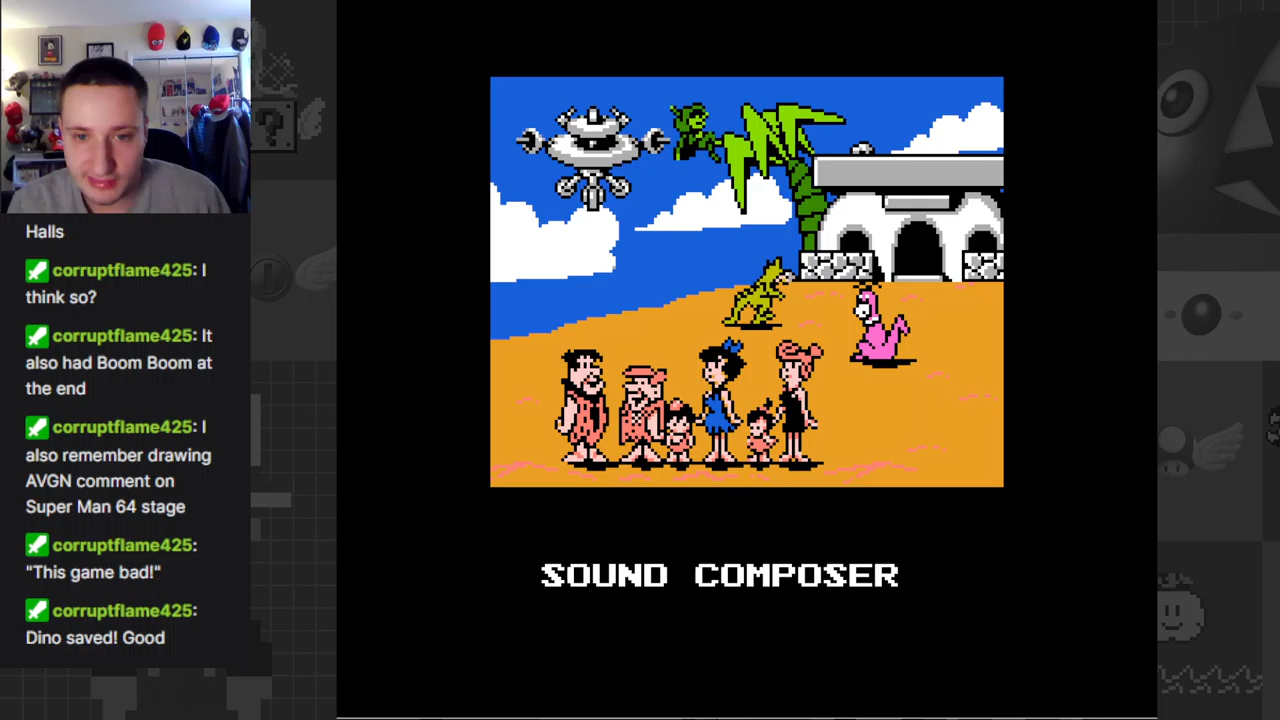 Halls
corruptflame425: I
think so?
corruptflame425: It
also had Boom Boom at
the end
corruptflame425: I
also remember drawing
AVGN comment on
Super Man 64 stage
corruptflame425:
"This game bad!"
corruptflame425:
Dino saved! Good
SOUND COMPOSER